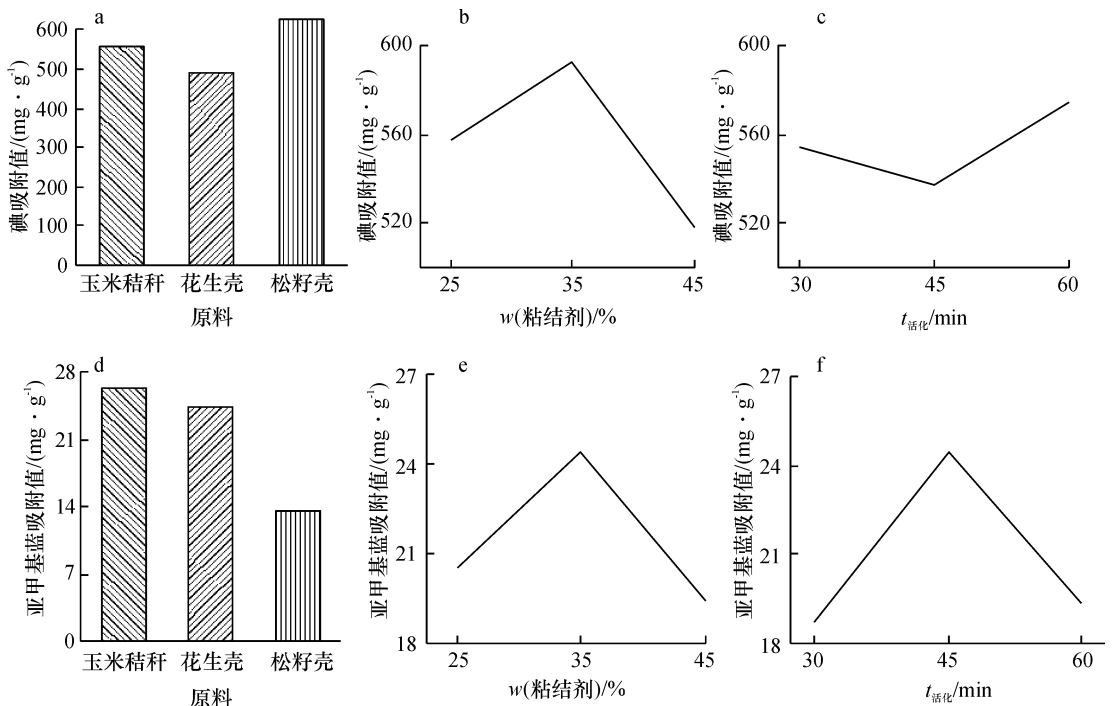 a
碘吸附值/(mg·g⁻¹)
600
500
400
300
200
100
0
玉米秸秆 花生壳 松籽壳
原料
b
碘吸附值/(mg·g⁻¹)
600
560
520
25 35 45
w(粘结剂)/%
c
碘吸附值/(mg·g⁻¹)
600
560
520
30 45 60
t活化/min
d
亚甲基蓝吸附值/(mg·g⁻¹)
28
21
14
7
0
玉米秸秆 花生壳 松籽壳
原料
e
亚甲基蓝吸附值/(mg·g⁻¹)
27
24
21
18
25 35 45
w(粘结剂)/%
f
亚甲基蓝吸附值/(mg·g⁻¹)
27
24
21
18
30 45 60
t活化/min